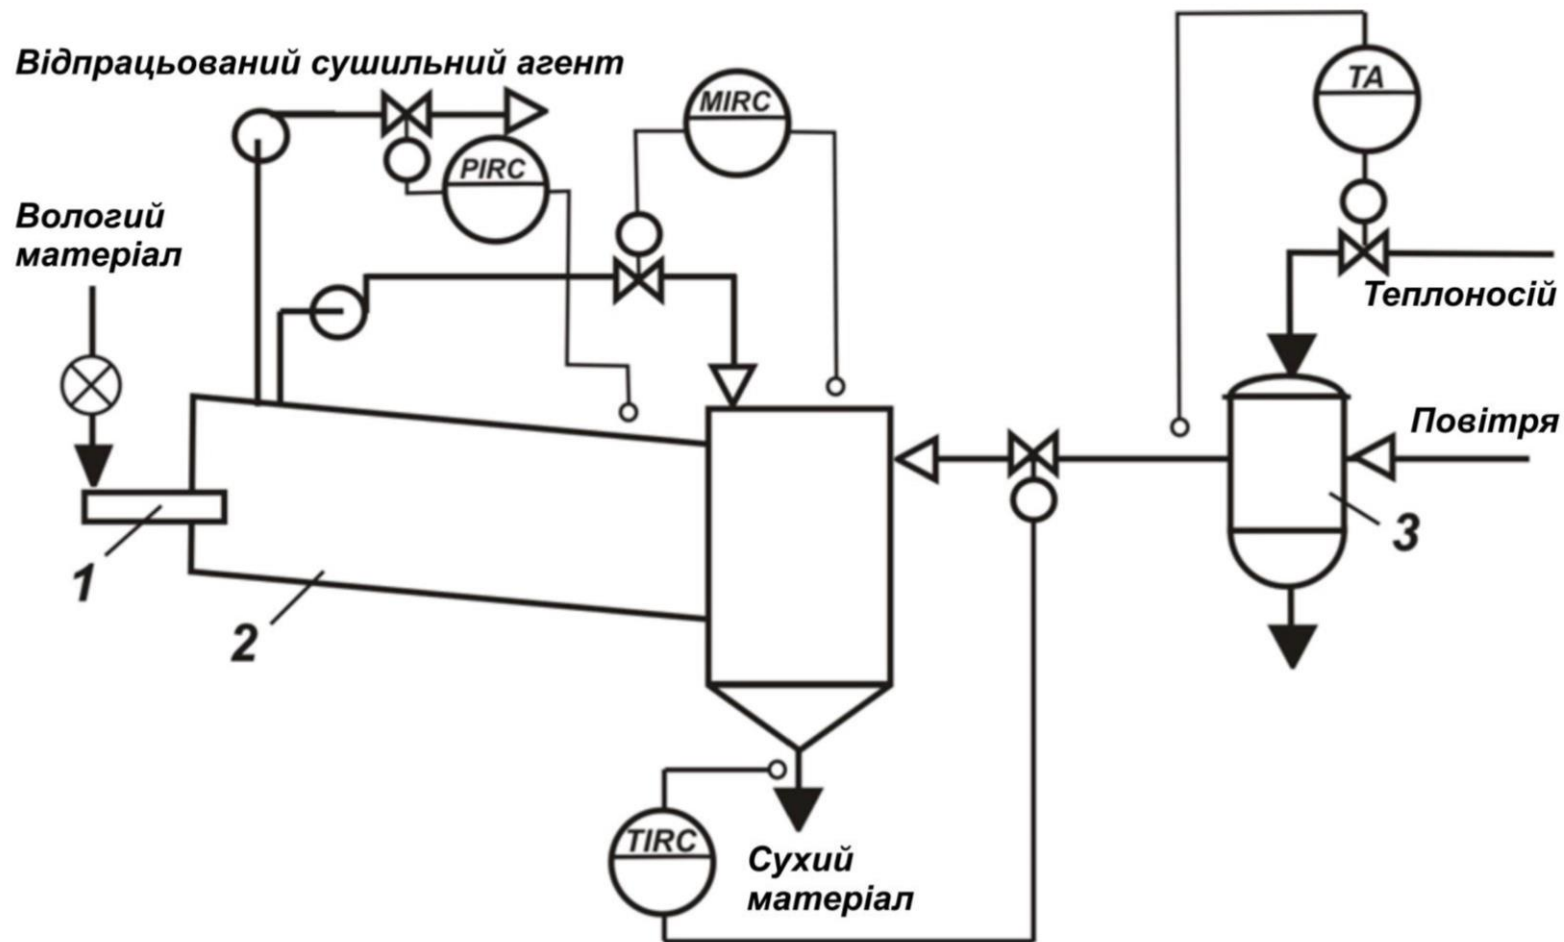 Відпрацьований сушильний агент
MIRC
TA
PIRC
Вологий
матеріал
Теплоносій
Повітря
3
1
2
TIRC
Сухий
матеріал